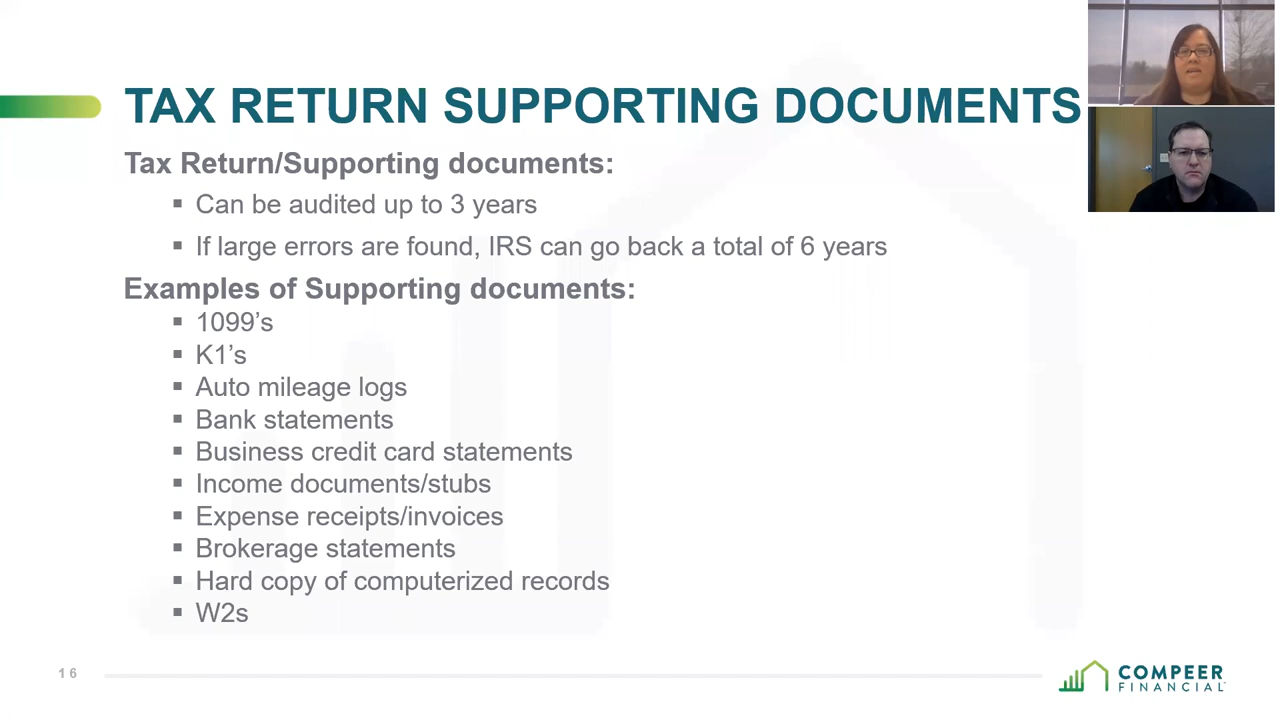 TAX RETURN SUPPORTING DOCUMENTS
Tax Return/Supporting documents:
▪ Can be audited up to 3 years
▪ If large errors are found, IRS can go back a total of 6 years
Examples of Supporting documents:
▪ 1099’s
▪ K1’s
▪ Auto mileage logs
▪ Bank statements
▪ Business credit card statements
▪ Income documents/stubs
▪ Expense receipts/invoices
▪ Brokerage statements
▪ Hard copy of computerized records
▪ W2s
16
COMPEER
FINANCIAL